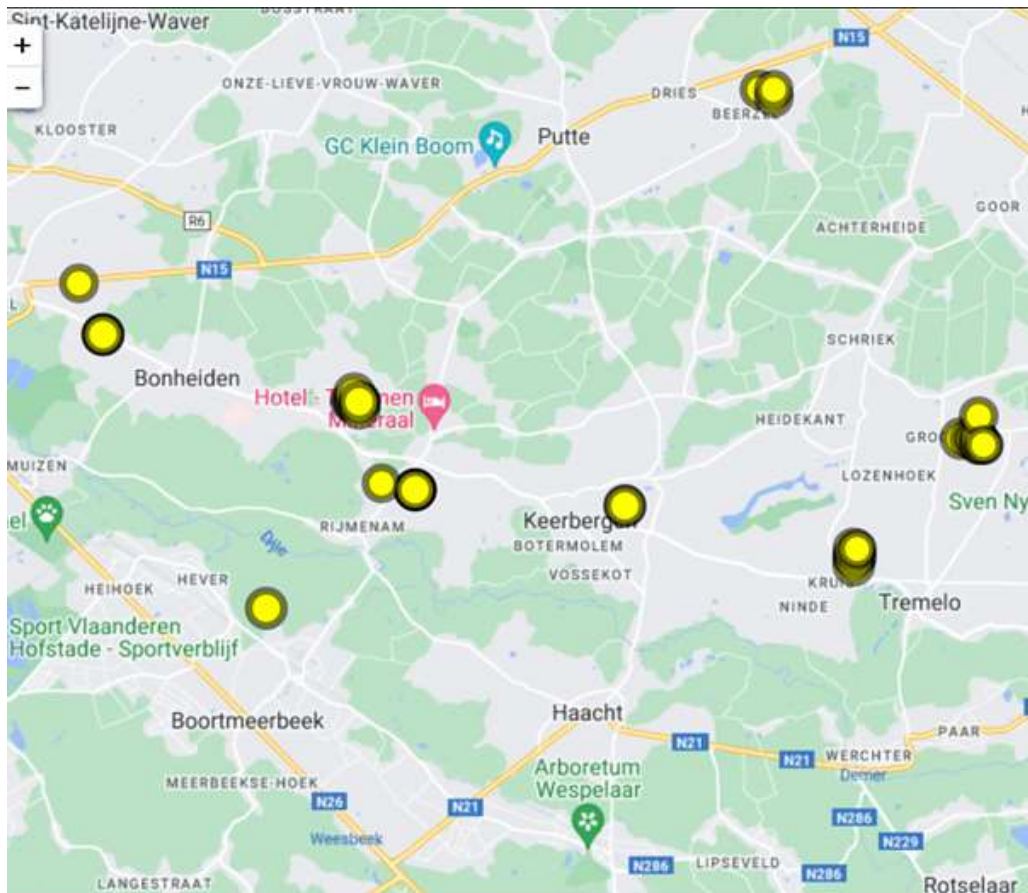 Sint-Katelijne-Waver
+
−
ONZE-LIEVE-VROUW-WAVER
N15
DRIES
BEERZEL
KLOOSTER
GC Klein Boom
Putte
R6
GOOR
ACHTERHEIDE
N15
SCHRIEK
Bonheiden
Hotel -
HEIDEKANT
MUIZEN
LOZENHOEK
Sven Ny
RIJMENAM
Keerbergen
BOTERMOLEM
Dijle
HEVER
HEIHOEK
VOSSEKOT
NINDE
Tremelo
Sport Vlaanderen
Hofstade - Sportverblijf
Boortmeerbeek
Haacht
N21
PAAR
Arboretum
Wespelaar
N21
WERCHTER
Demer
MEERBEEKSE-HOEK
N26
N21
Weesbeek
N286
N229
N286
LIPSEVELD
LANGESTRAAT
Rotselaar